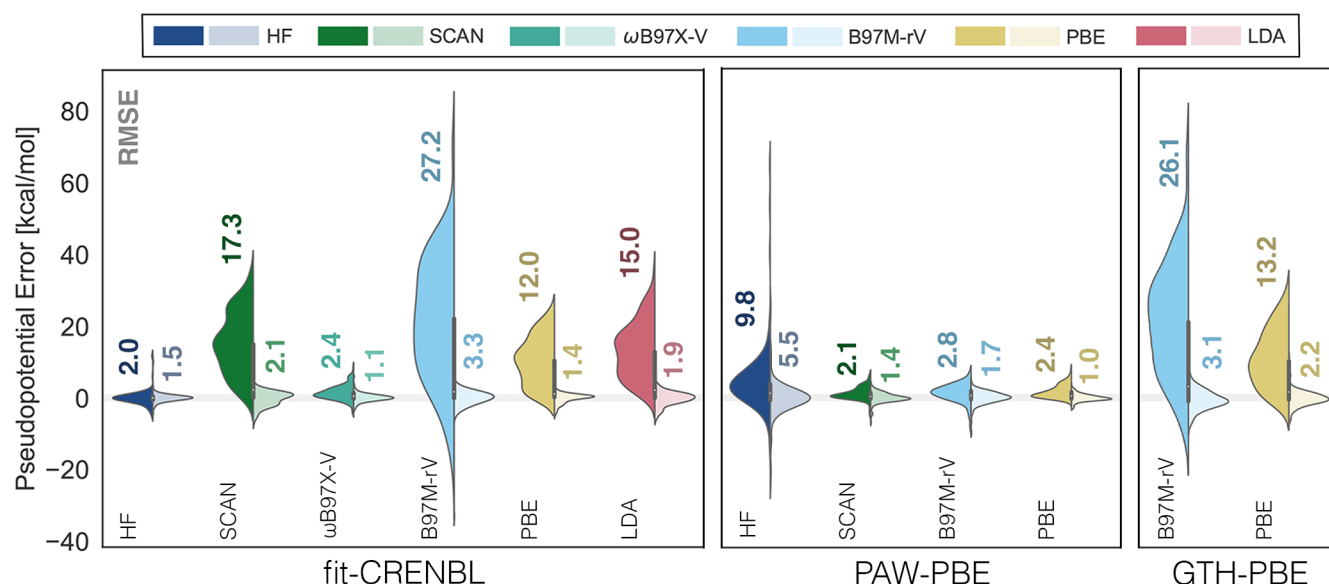 HF SCAN ωB97X-V B97M-rV PBE LDA
Pseudopotential Error [kcal/mol]
80
60
40
20
0
−20
−40
RMSE
2.0 1.5 17.3 2.1 2.4 1.1 27.2 3.3 12.0 1.4 15.0 1.9
HF SCAN ωB97X-V B97M-rV PBE LDA
fit-CRENBL
9.8 5.5 2.1 1.4 2.8 1.7 2.4 1.0
HF SCAN B97M-rV PBE
PAW-PBE
26.1 3.1 13.2 2.2
B97M-rV PBE
GTH-PBE